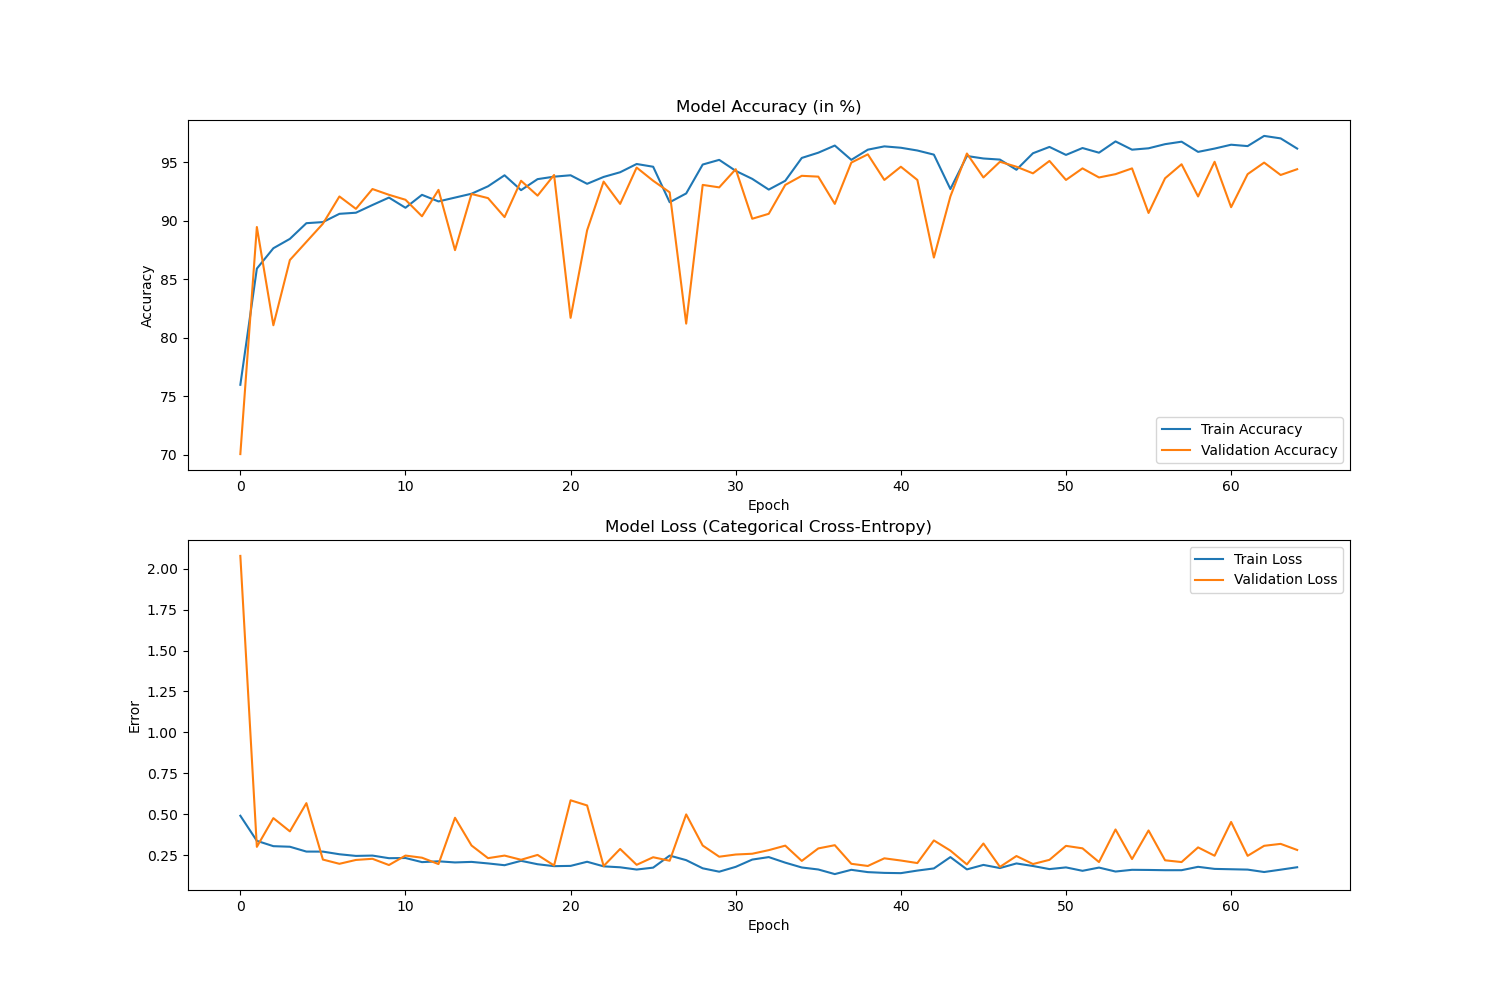 Model Accuracy (in %)
95
90
85
80
75
70
Accuracy
Train Accuracy
Validation Accuracy
0 10 20 30 40 50 60
Epoch
Model Loss (Categorical Cross-Entropy)
2.00
1.75
1.50
1.25
1.00
0.75
0.50
0.25
Error
Train Loss
Validation Loss
0 10 20 30 40 50 60
Epoch